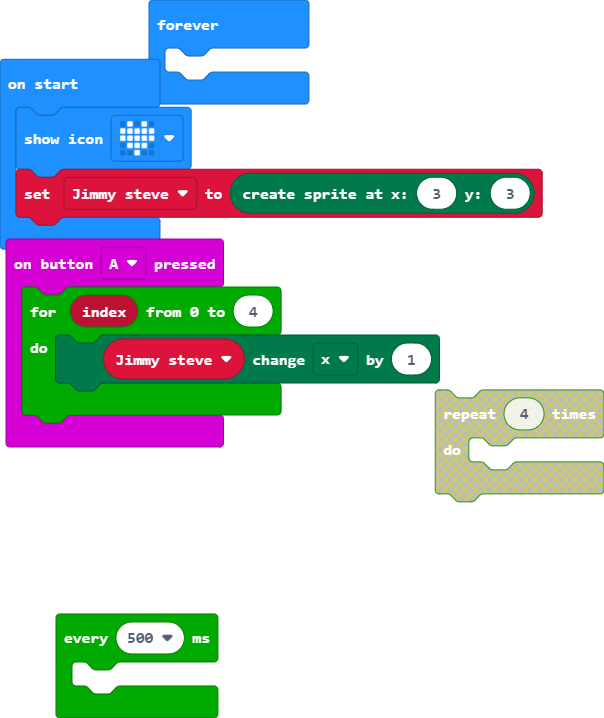 forever
on start
show icon
set Jimmy steve to create sprite at x: 3 y: 3
on button A pressed
for index from 0 to 4
do
Jimmy steve change x by 1
repeat 4 times
do
every 500 ms